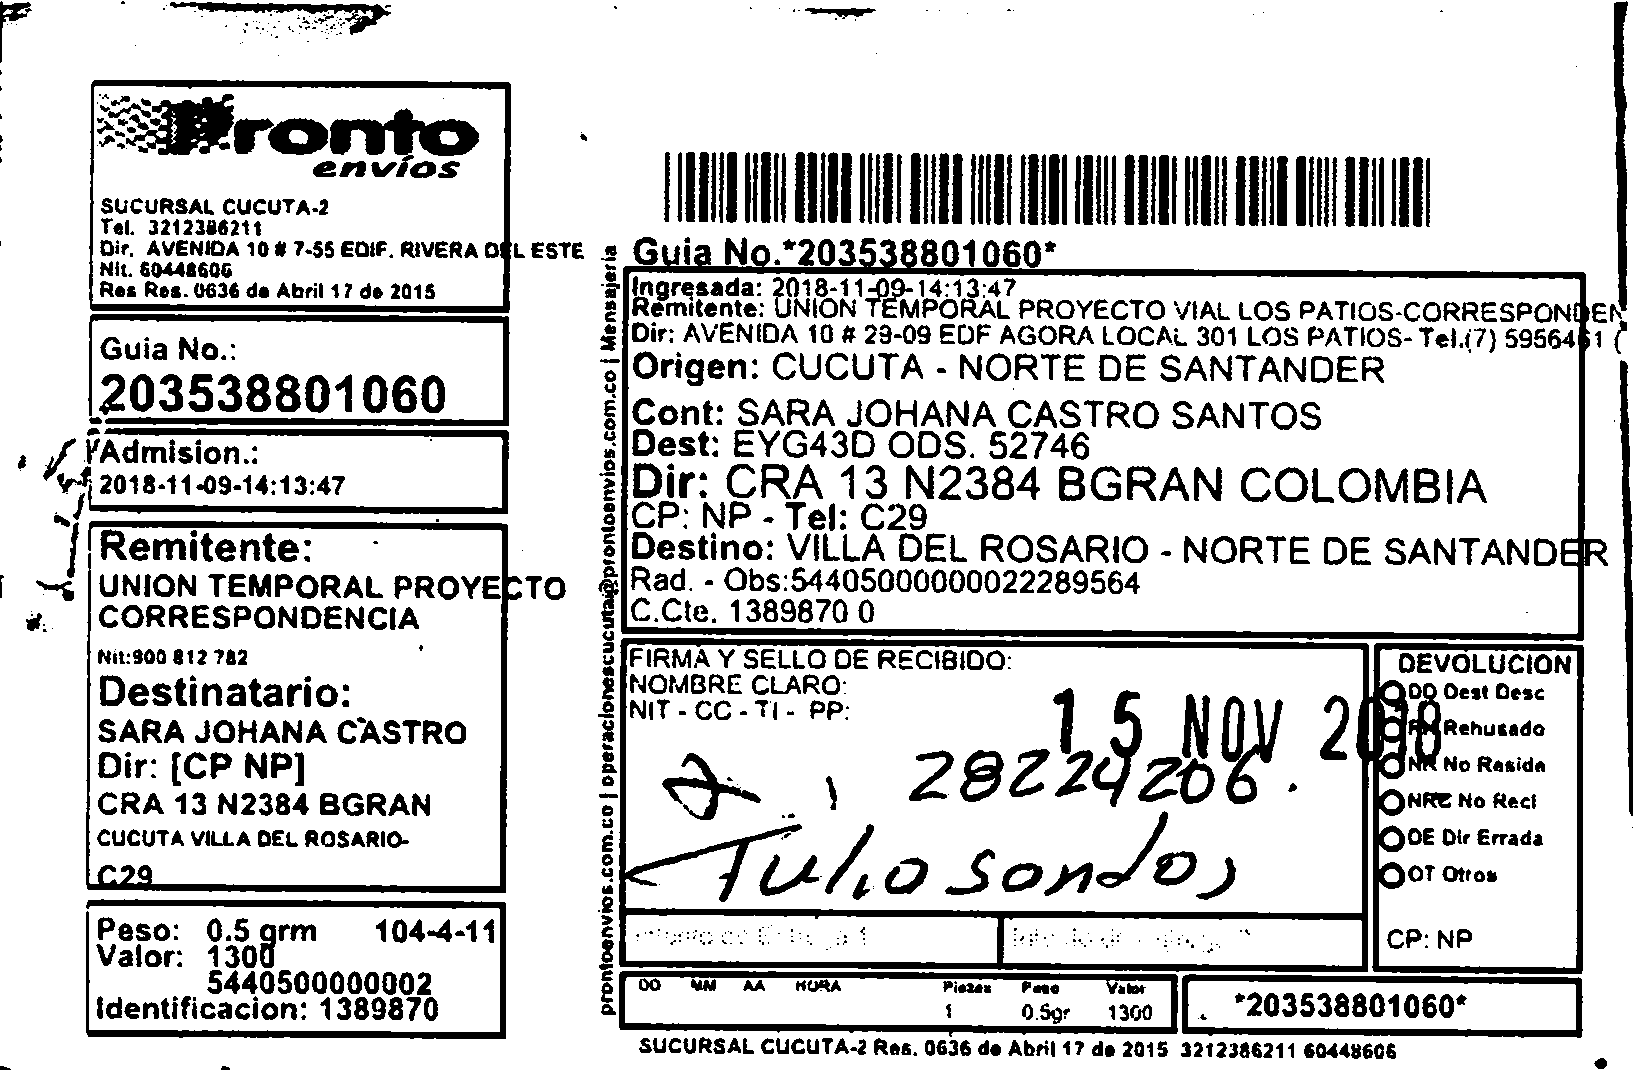 Pronto
envíos
SUCURSAL CUCUTA-2
Tel. 3212386211
Dir. AVENIDA 10 # 7-55 EDIF. RIVERA DEL ESTE
Nit. 60448606
Res Res. 0636 de Abril 17 de 2015
Guia No.:
203538801060
Admision.:
2018-11-09-14:13:47
Remitente:
UNION TEMPORAL PROYECTO
CORRESPONDENCIA
Nit:900 812 782
Destinatario:
SARA JOHANA CASTRO
Dir: [CP NP]
CRA 13 N2384 BGRAN
CUCUTA VILLA DEL ROSARIO-
C29
Peso: 0.5 grm 104-4-11
Valor: 1300
5440500000002
Identificacion: 1389870
prontoenvios.com.co | operacionescucuta@prontoenvios.com.co | Mensajeria
Guia No.*203538801060*
Ingresada: 2018-11-09-14:13:47
Remitente: UNION TEMPORAL PROYECTO VIAL LOS PATIOS-CORRESPONDEN
Dir: AVENIDA 10 # 29-09 EDF AGORA LOCAL 301 LOS PATIOS- Tel.(7) 5956461 (
Origen: CUCUTA - NORTE DE SANTANDER
Cont: SARA JOHANA CASTRO SANTOS
Dest: EYG43D ODS. 52746
Dir: CRA 13 N2384 BGRAN COLOMBIA
CP: NP - Tel: C29
Destino: VILLA DEL ROSARIO - NORTE DE SANTANDER
Rad. - Obs:54405000000022289564
C.Cte. 1389870 0
FIRMA Y SELLO DE RECIBIDO:
NOMBRE CLARO:
NIT - CC - TI - PP:
15 NOV 2018
28224206.
Julio Santos
DEVOLUCION
DD Dest Desc
RH Rehusado
NR No Reside
NRE No Recl
DE Dir Errada
OT Otros
CP: NP
DD MM AA HORA Piezas Peso Valor
1 0.5gr 1300
*203538801060*
SUCURSAL CUCUTA-2 Res. 0636 de Abril 17 de 2015 3212386211 60448606